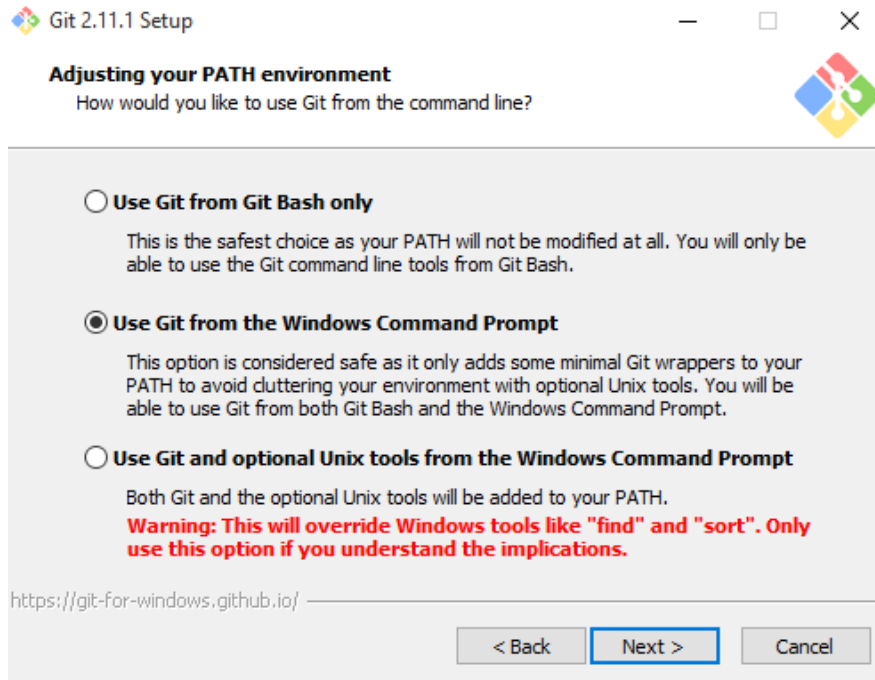 Git 2.11.1 Setup
Adjusting your PATH environment
How would you like to use Git from the command line?
Use Git from Git Bash only
This is the safest choice as your PATH will not be modified at all. You will only be
able to use the Git command line tools from Git Bash.
Use Git from the Windows Command Prompt
This option is considered safe as it only adds some minimal Git wrappers to your
PATH to avoid cluttering your environment with optional Unix tools. You will be
able to use Git from both Git Bash and the Windows Command Prompt.
Use Git and optional Unix tools from the Windows Command Prompt
Both Git and the optional Unix tools will be added to your PATH.
Warning: This will override Windows tools like "find" and "sort". Only
use this option if you understand the implications.
https://git-for-windows.github.io/
< Back Next > Cancel